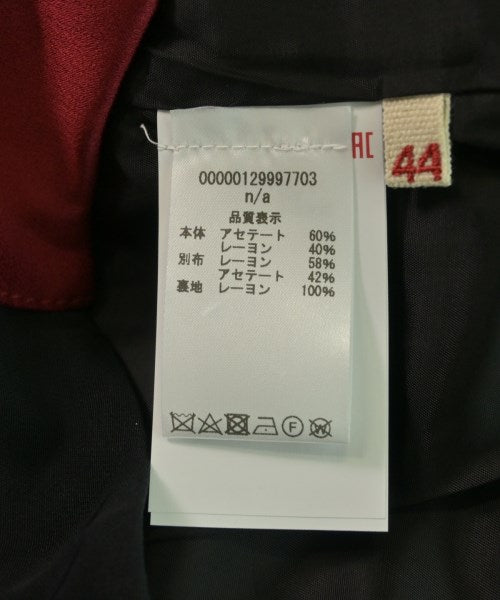 AC
44
00000129997703
n/a
品質表示
本体 アセテート 60%
レーヨン 40%
別布 レーヨン 58%
アセテート 42%
裏地 レーヨン 100%
F
W